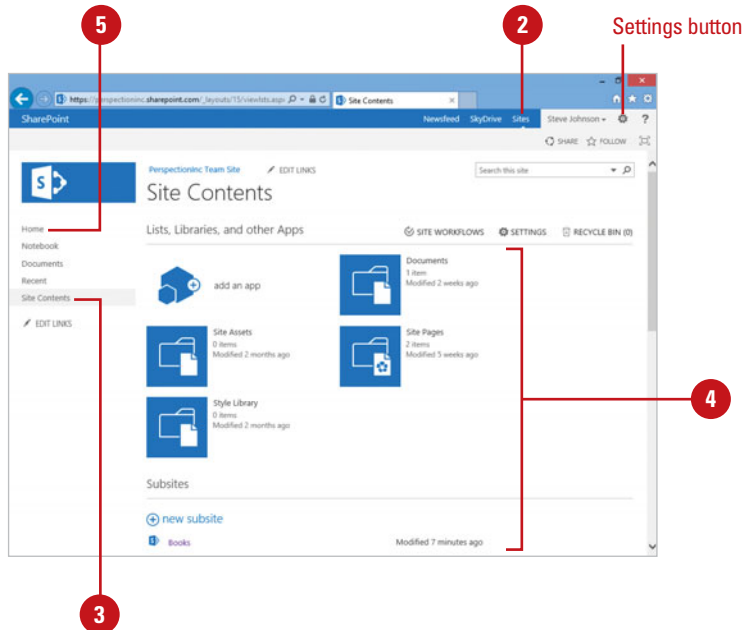 5
2
Settings button
https://perspectioninc.sharepoint.com/_layouts/15/viewlsts.aspx
Site Contents
SharePoint
Newsfeed SkyDrive Sites Steve Johnson ?
SHARE FOLLOW
S
PerspectionInc Team Site EDIT LINKS
Search this site
Site Contents
Home
Notebook
Documents
Recent
Site Contents
EDIT LINKS
Lists, Libraries, and other Apps
SITE WORKFLOWS SETTINGS RECYCLE BIN (0)
add an app
Documents
1 item
Modified 2 weeks ago
Site Assets
0 items
Modified 2 months ago
Site Pages
2 items
Modified 5 weeks ago
Style Library
0 items
Modified 2 months ago
4
Subsites
new subsite
Books Modified 7 minutes ago
3